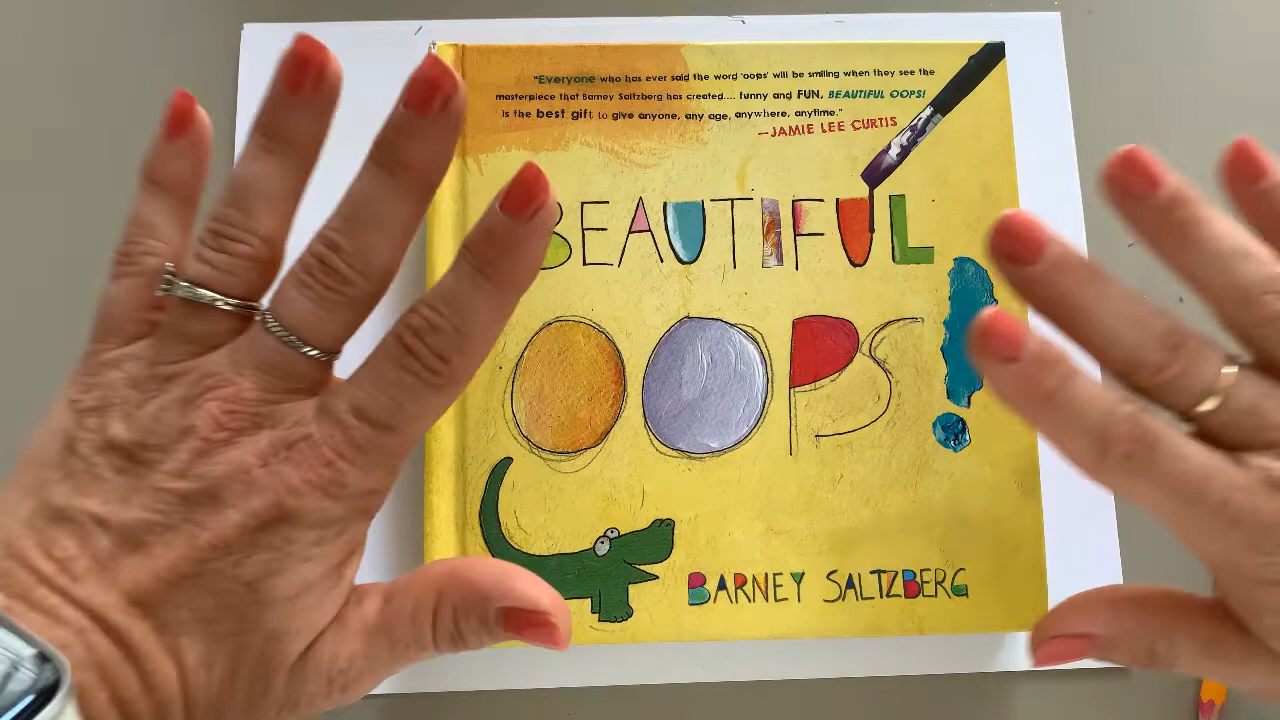 "Everyone who has ever said the word 'oops' will be smiling when they see the
masterpiece that Barney Saltzberg has created.... funny and FUN, BEAUTIFUL OOPS!
is the best gift to give anyone, any age, anywhere, anytime."
—JAMIE LEE CURTIS
BEAUTIFUL
OOPS!
BARNEY SALTZBERG